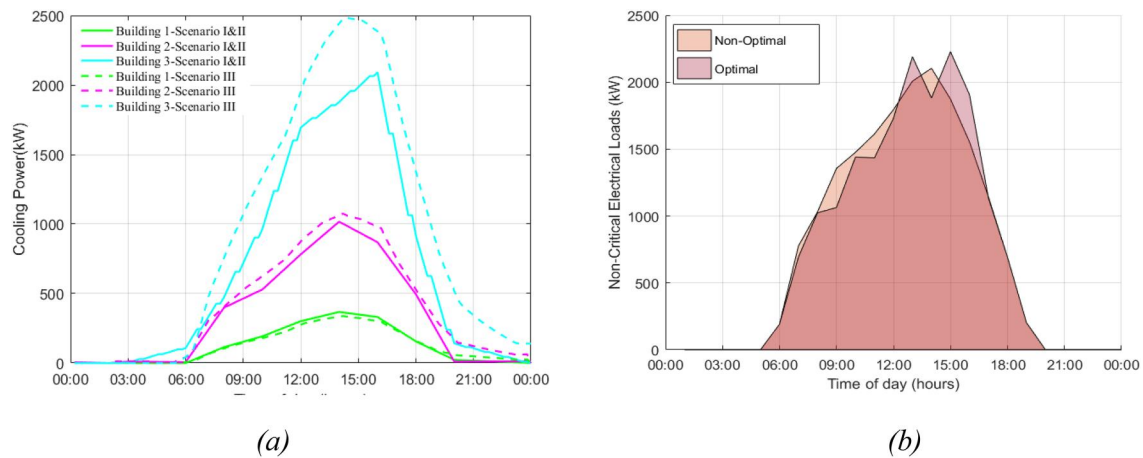 2500
2000
1500
1000
500
0
Cooling Power(kW)
Building 1-Scenario I&II
Building 2-Scenario I&II
Building 3-Scenario I&II
Building 1-Scenario III
Building 2-Scenario III
Building 3-Scenario III
00:00 03:00 06:00 09:00 12:00 15:00 18:00 21:00 00:00
(a)
2500
2000
1500
1000
500
0
Non-Critical Electrical Loads (kW)
Non-Optimal
Optimal
00:00 03:00 06:00 09:00 12:00 15:00 18:00 21:00 00:00
Time of day (hours)
(b)